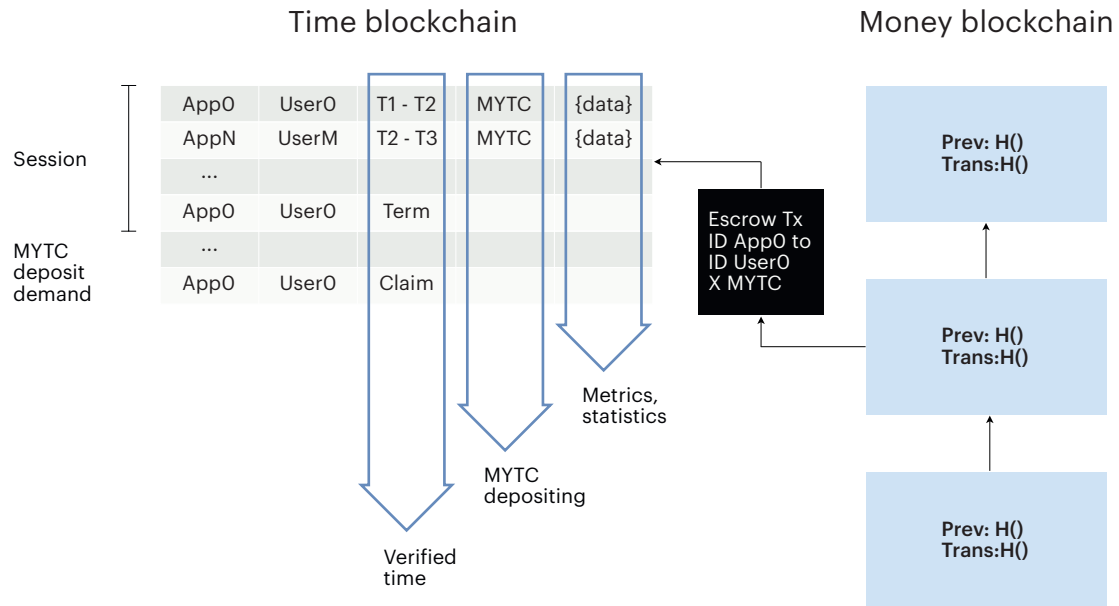 Time blockchain
Money blockchain
App0 User0 T1 - T2 MYTC {data}
AppN UserM T2 - T3 MYTC {data}
Session
...
App0 User0 Term
MYTC
deposit
demand
...
App0 User0 Claim
Metrics,
statistics
MYTC
depositing
Verified
time
Escrow Tx
ID App0 to
ID User0
X MYTC
Prev: H()
Trans:H()
Prev: H()
Trans:H()
Prev: H()
Trans:H()